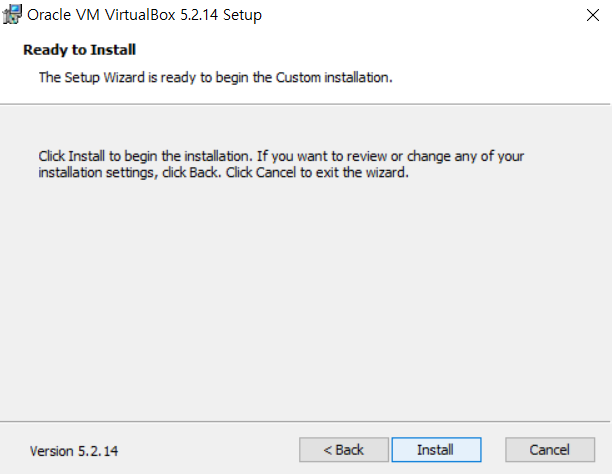 Oracle VM VirtualBox 5.2.14 Setup
Ready to Install
The Setup Wizard is ready to begin the Custom installation.
Click Install to begin the installation. If you want to review or change any of your
installation settings, click Back. Click Cancel to exit the wizard.
Version 5.2.14
< Back
Install
Cancel